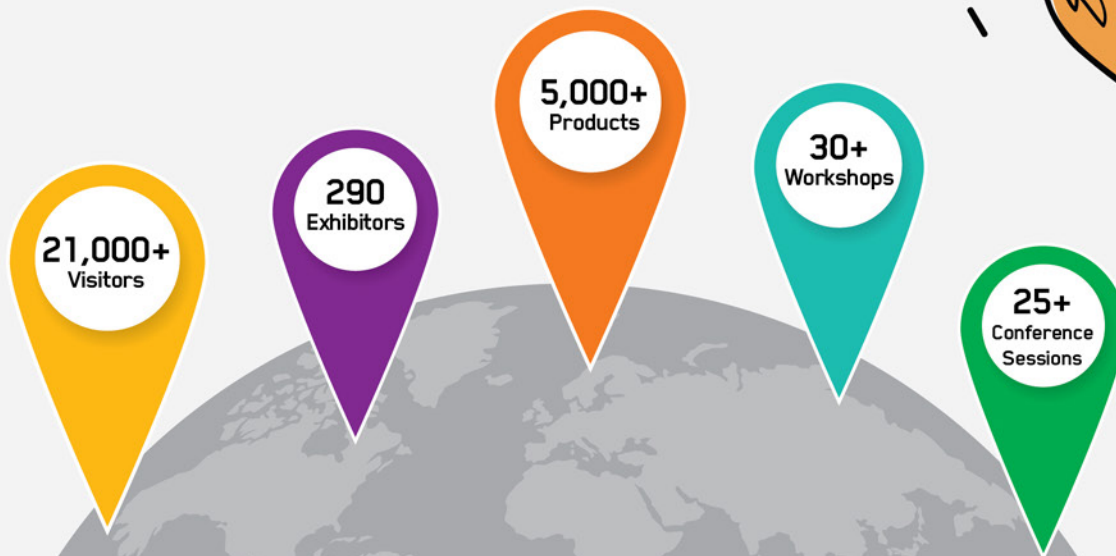 21,000+
Visitors
290
Exhibitors
5,000+
Products
30+
Workshops
25+
Conference
Sessions